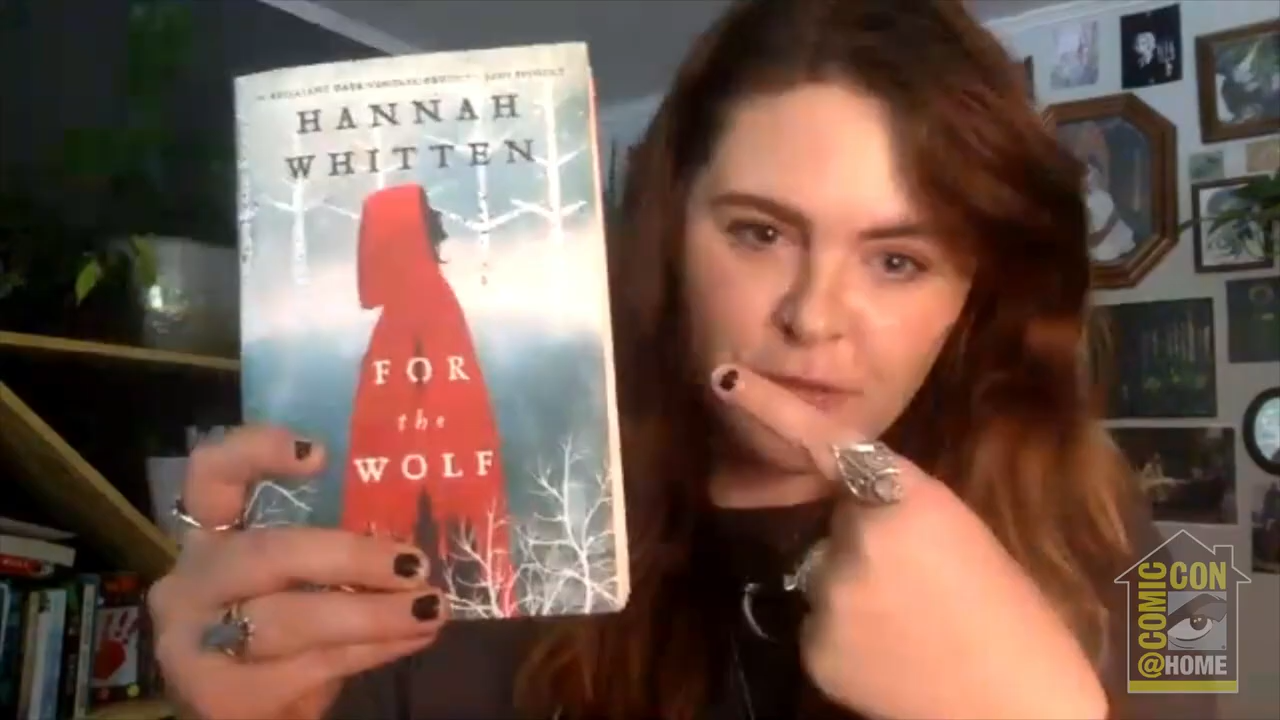 HANNAH
WHITTEN
FOR
the
WOLF
COMIC
CON
@HOME